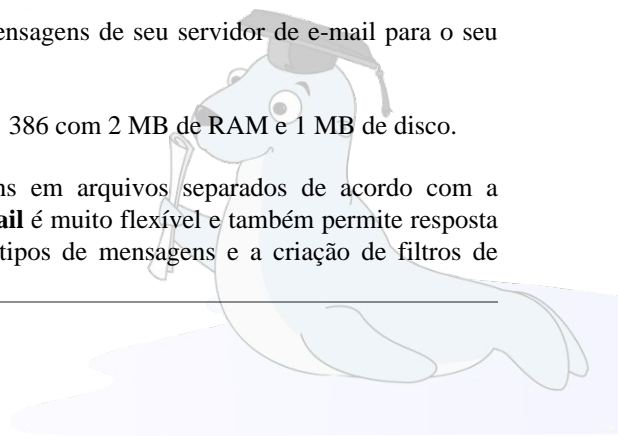 ensagens de seu servidor de e-mail para o seu
386 com 2 MB de RAM e 1 MB de disco.
ns em arquivos separados de acordo com a
ail é muito flexível e também permite resposta
tipos de mensagens e a criação de filtros de